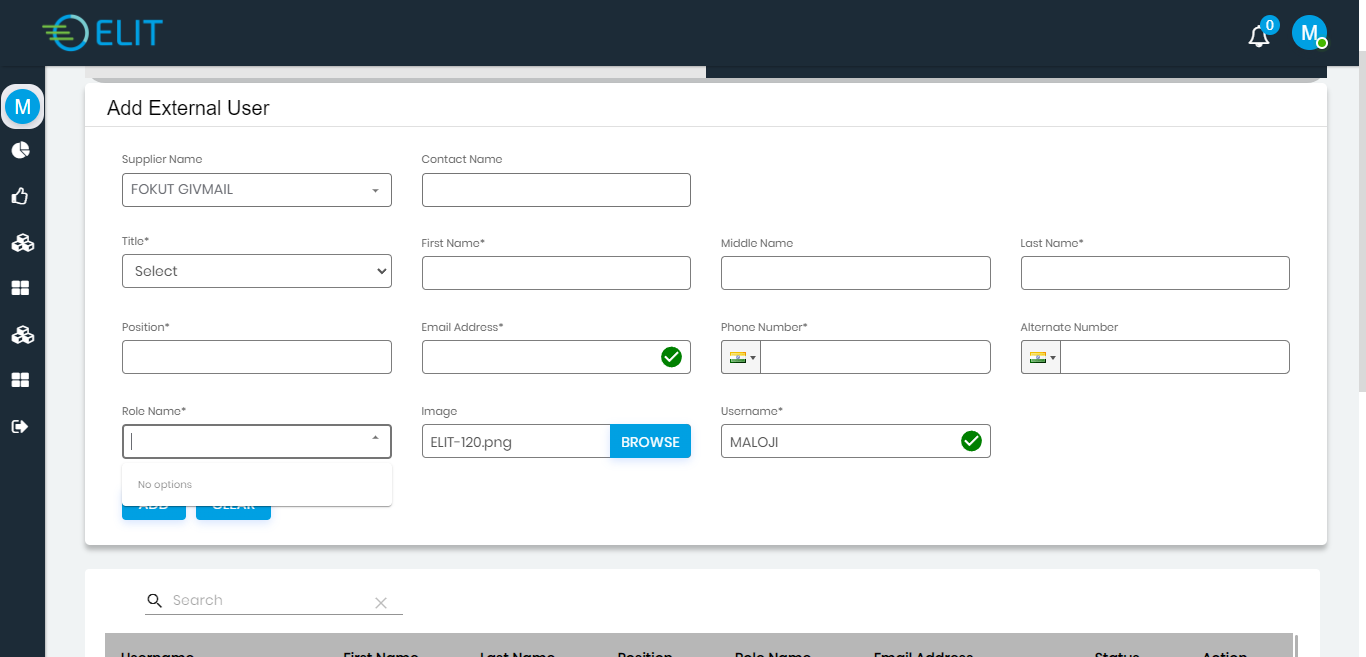 ELIT
0
M
M
Add External User
Supplier Name
Contact Name
FOKUT GIVMAIL
Title*
First Name*
Middle Name
Last Name*
Select
Position*
Email Address*
Phone Number*
Alternate Number
Role Name*
Image
Username*
ELIT-120.png
BROWSE
MALOJI
No options
ADD
CLEAR
Search
Username
First Name
Last Name
Position
Role Name
Email Address
Status
Action